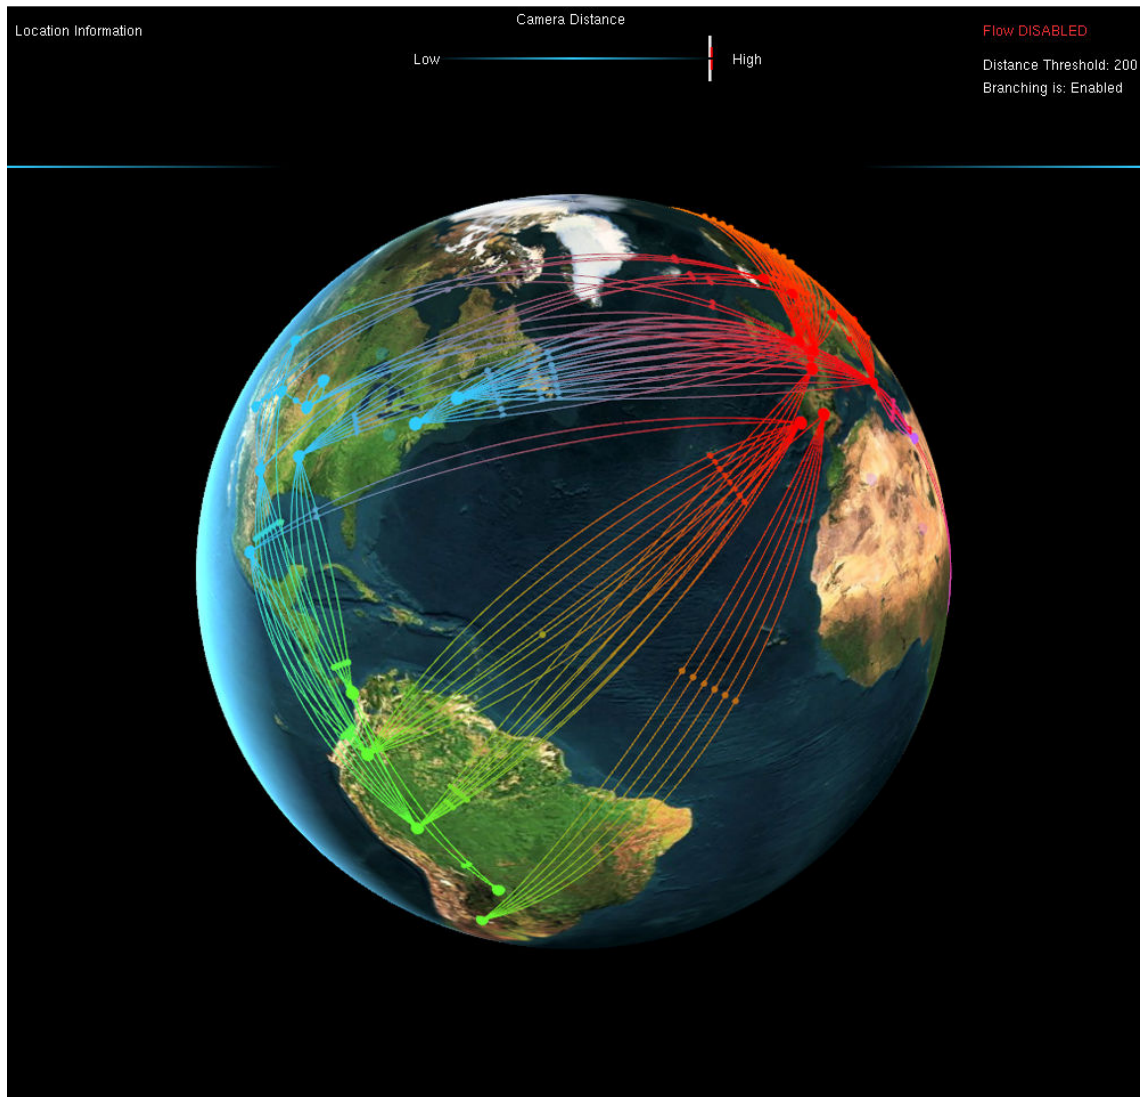 Location Information
Camera Distance
Low
High
Flow DISABLED
Distance Threshold: 200
Branching is: Enabled